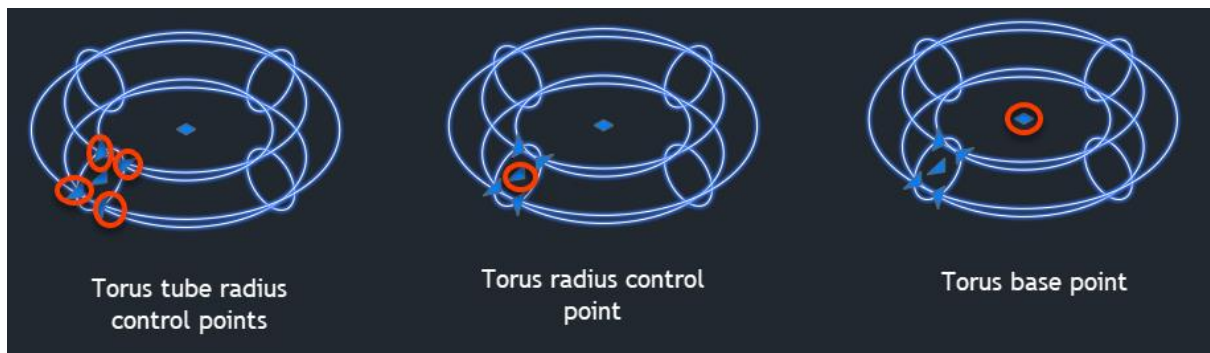 Torus tube radius
control points
Torus radius control
point
Torus base point